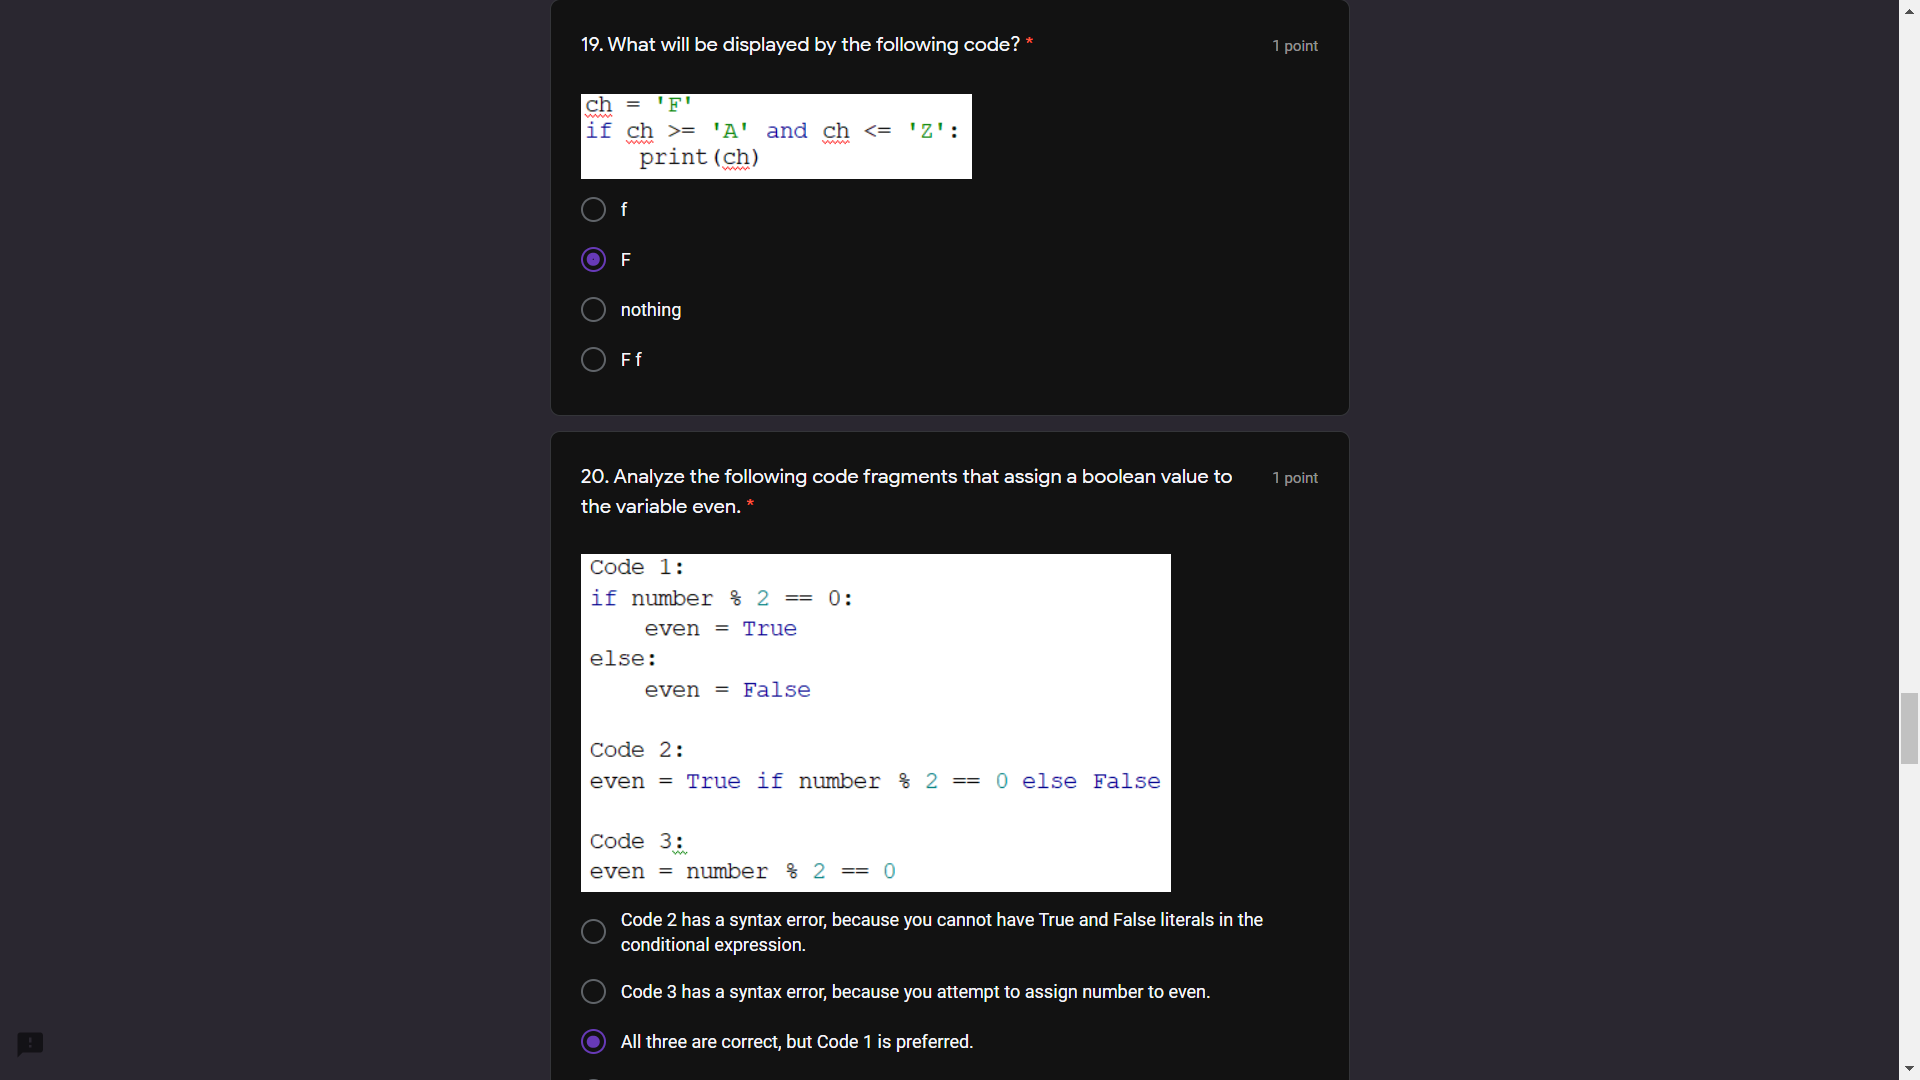 19. What will be displayed by the following code? *
1 point
ch = 'F'
if ch >= 'A' and ch <= 'Z':
    print(ch)
f
F
nothing
F f
20. Analyze the following code fragments that assign a boolean value to
the variable even. *
1 point
Code 1:
if number % 2 == 0:
    even = True
else:
    even = False
Code 2:
even = True if number % 2 == 0 else False
Code 3:
even = number % 2 == 0
Code 2 has a syntax error, because you cannot have True and False literals in the
conditional expression.
Code 3 has a syntax error, because you attempt to assign number to even.
All three are correct, but Code 1 is preferred.